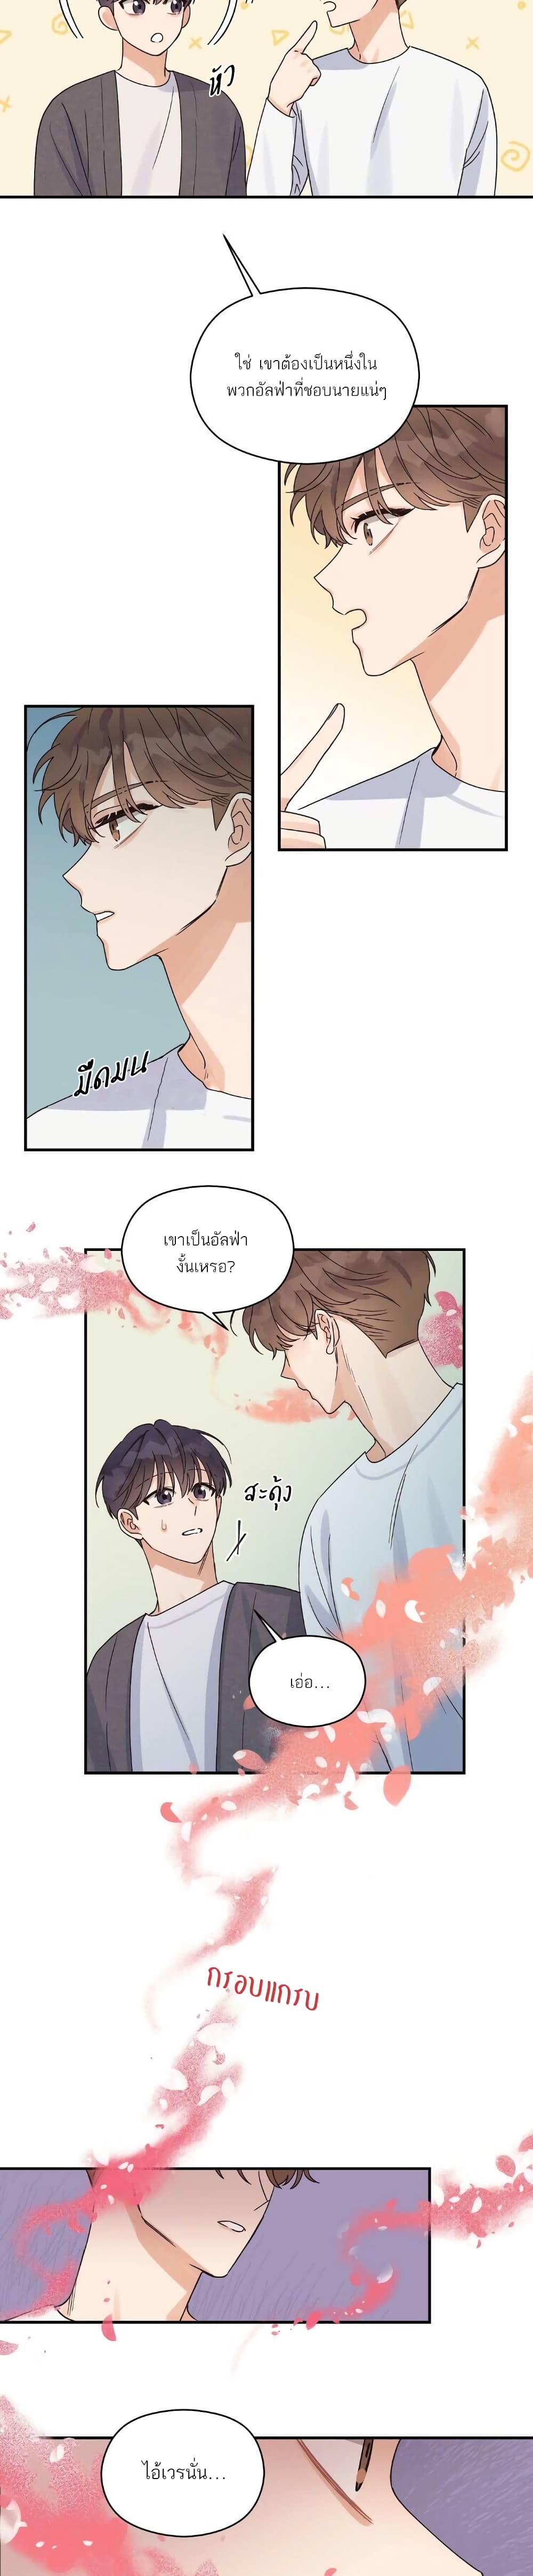 หัว
ใช่ เขาต้องเป็นหนึ่งใน
พวกอัลฟ่าที่ชอบนายแน่ๆ
มืดมน
เขาเป็นอัลฟ่า
งั้นเหรอ?
สะดุ้ง
เอ่อ...
กรอบแกรบ
ไอ้เวรนั่น...